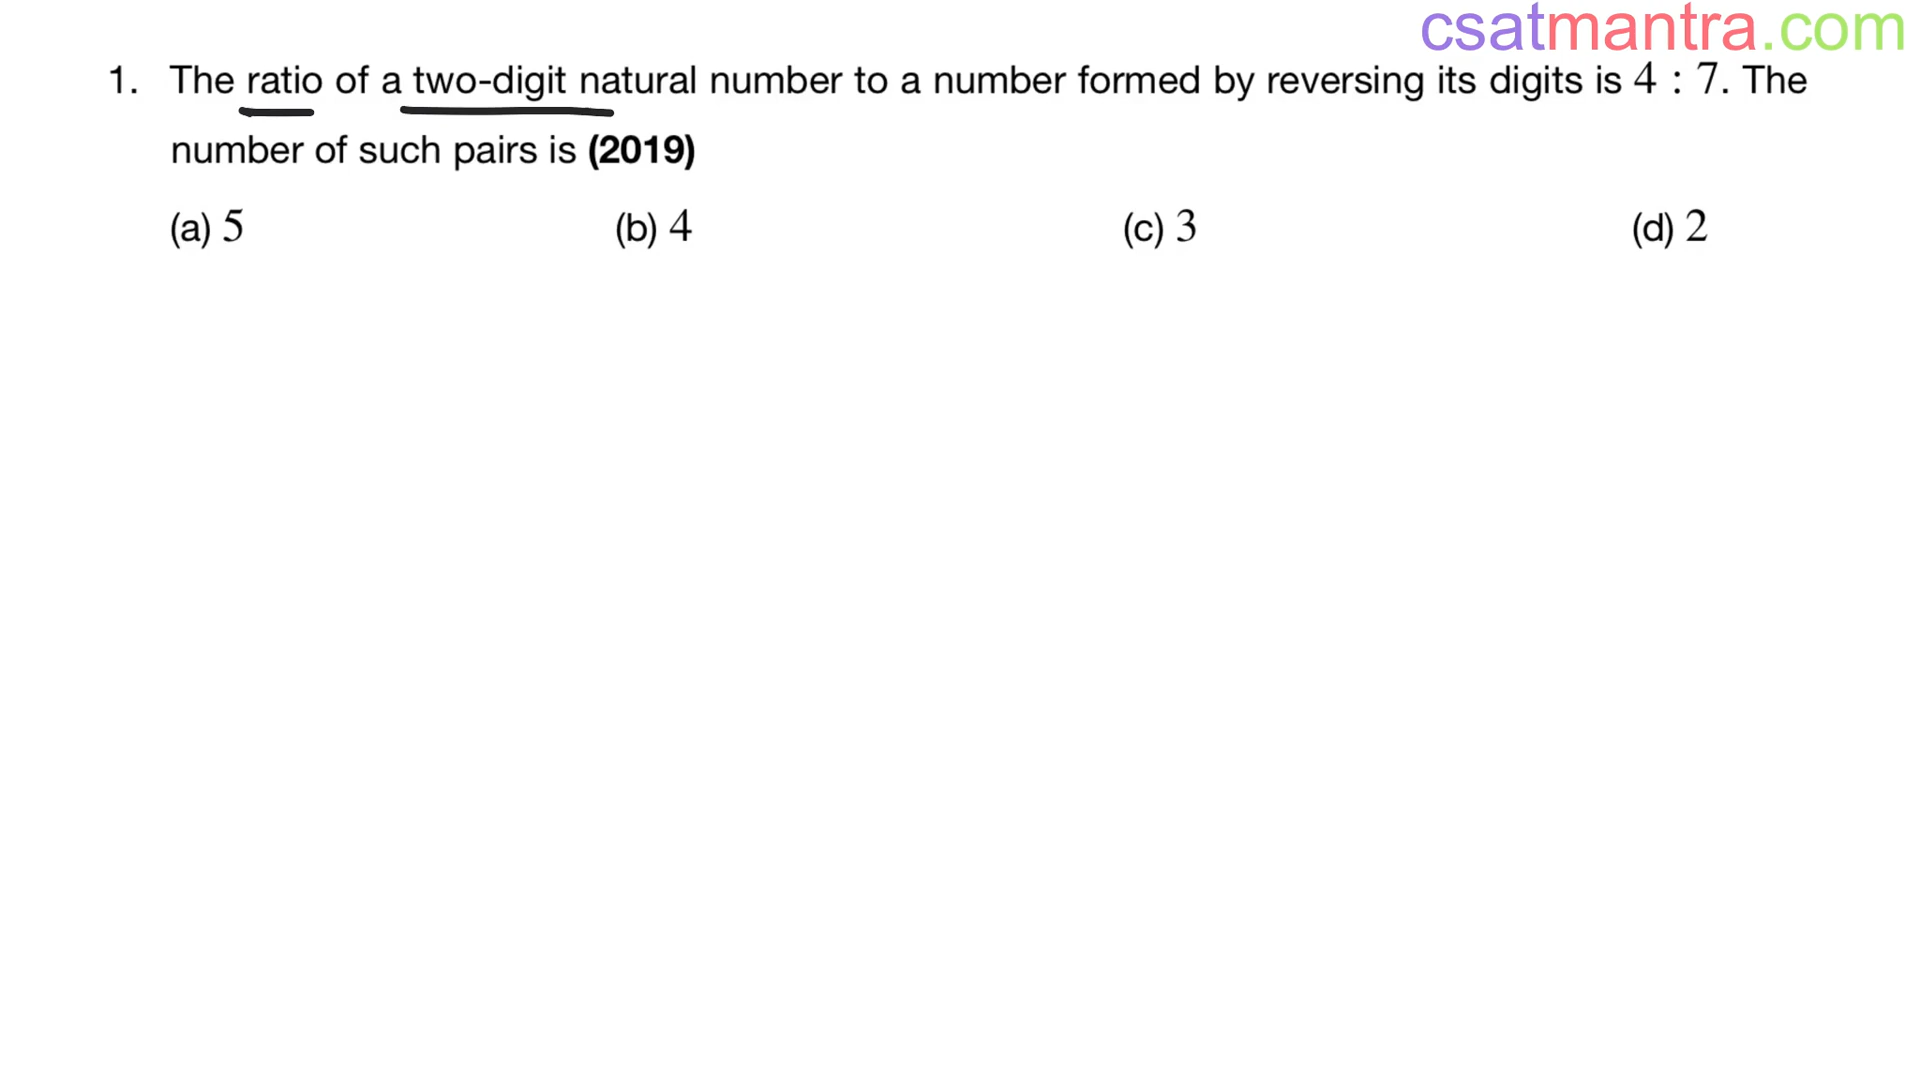 csatmantra.com
1. The ratio of a two-digit natural number to a number formed by reversing its digits is 4 : 7. The
number of such pairs is (2019)
(a) 5 (b) 4 (c) 3 (d) 2